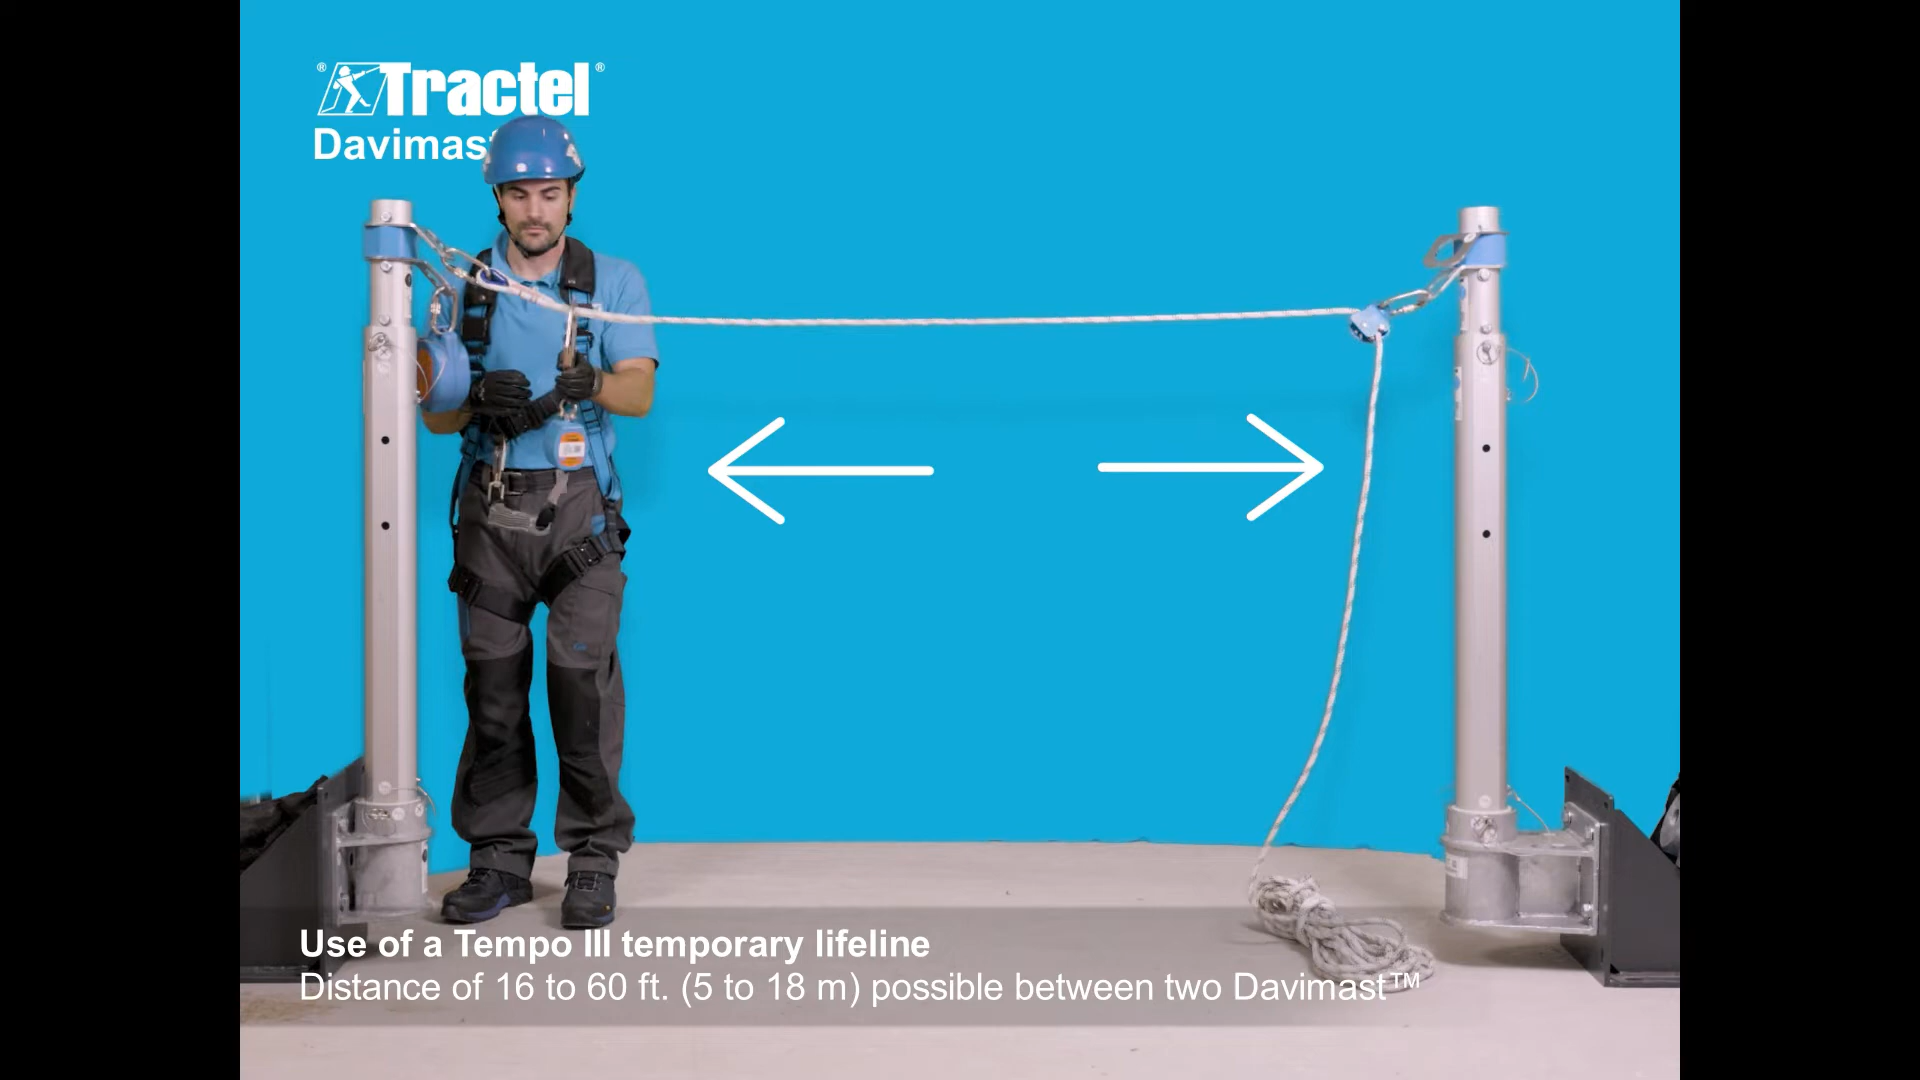 Tractel
Davimas
Use of a Tempo III temporary lifeline
Distance of 16 to 60 ft. (5 to 18 m) possible between two Davimast™